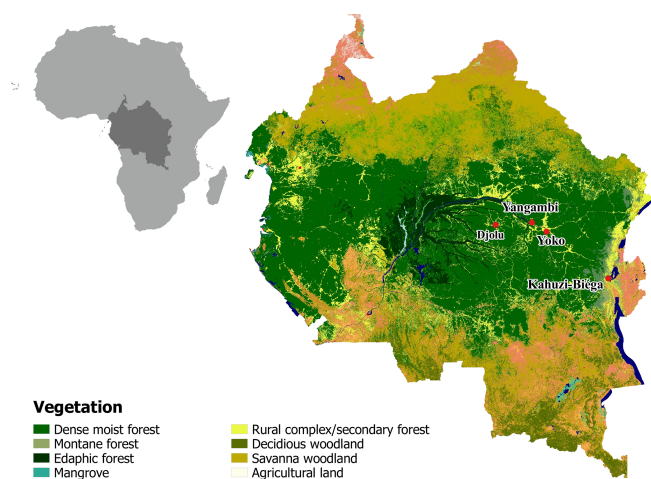 Yangambi
Djolu
Yoko
Kahuzi-Biéga
Vegetation
Dense moist forest
Montane forest
Edaphic forest
Mangrove
Rural complex/secondary forest
Decidious woodland
Savanna woodland
Agricultural land